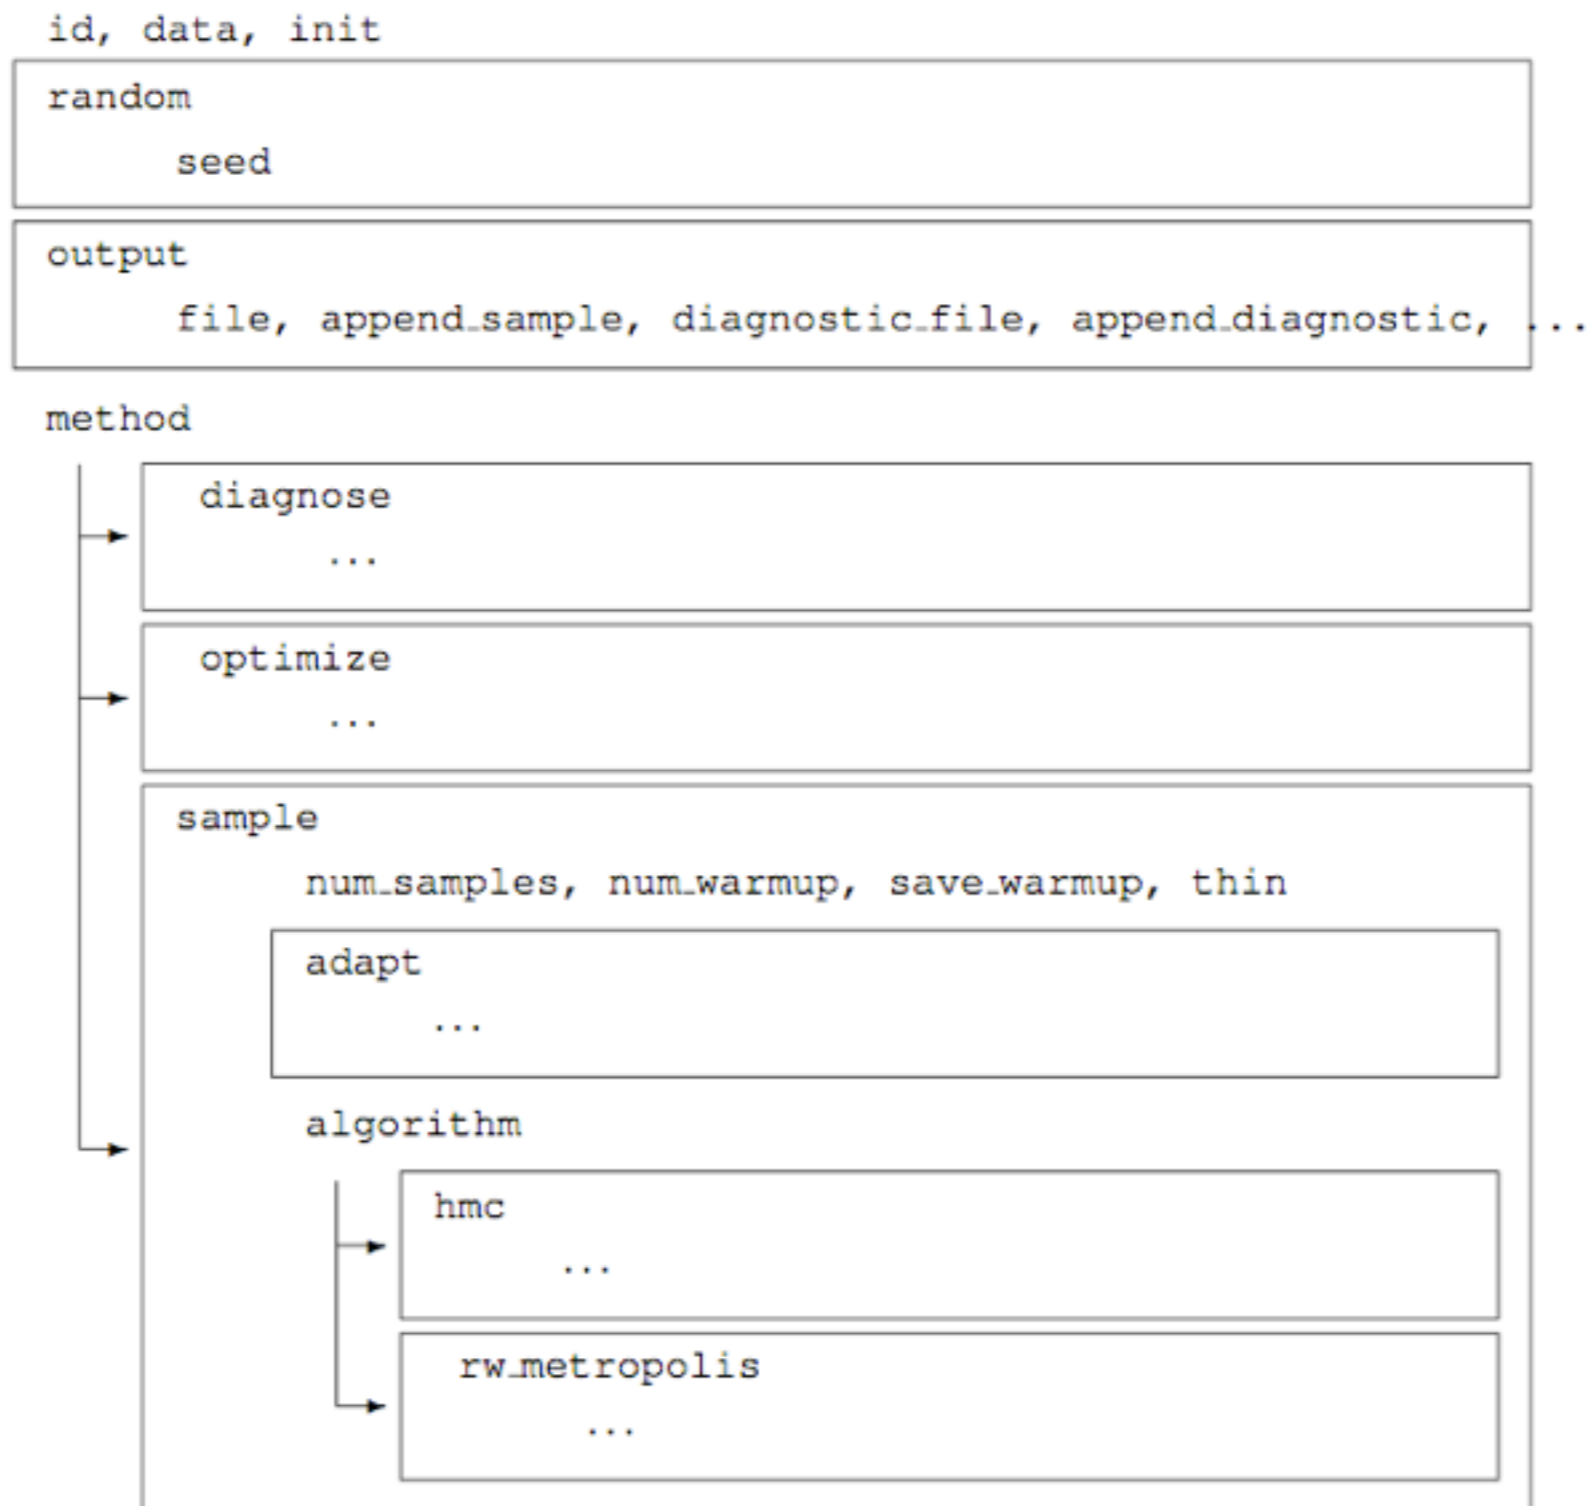 id, data, init
random
seed
output
file, append_sample, diagnostic_file, append_diagnostic, ...
method
diagnose
...
optimize
...
sample
num_samples, num_warmup, save_warmup, thin
adapt
...
algorithm
hmc
...
rw_metropolis
...